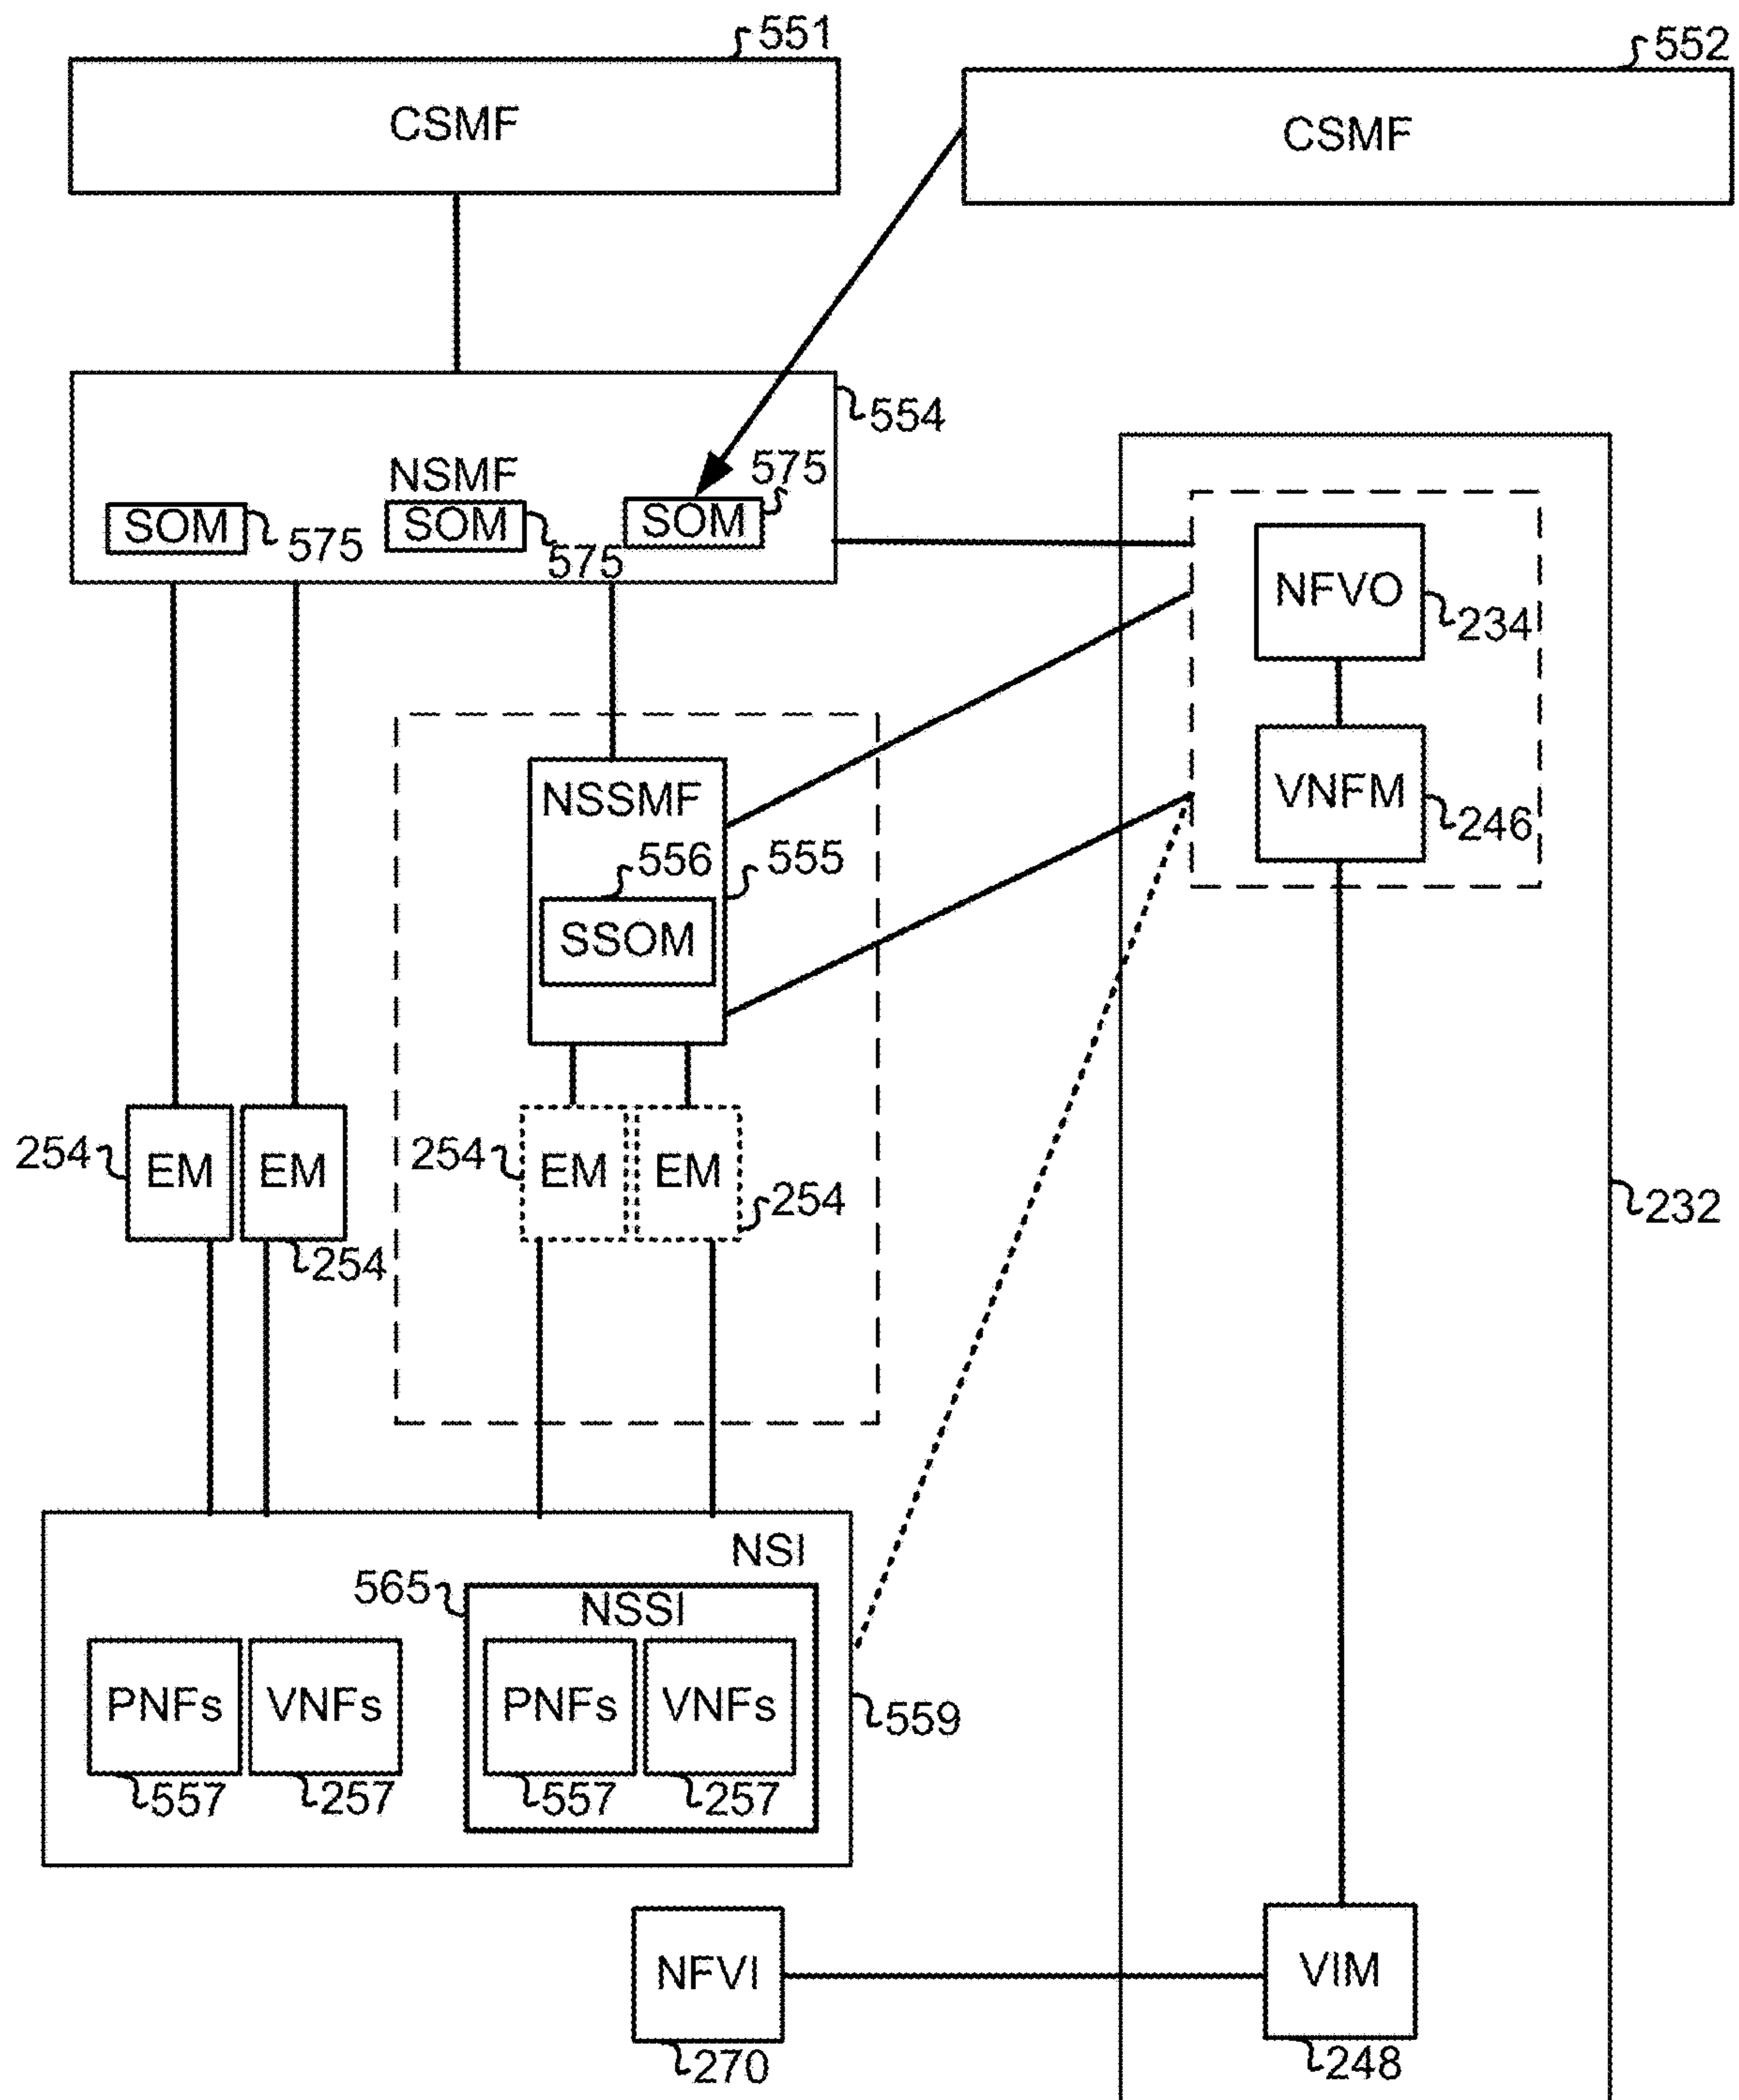 551
CSMF
552
CSMF
554
NSMF
SOM
575
SOM
575
SOM
575
NFVO
234
VNFM
246
NSSMF
556
555
SSOM
254
EM
EM
254
254
EM
EM
254
232
NSI
565
NSSI
PNFs
VNFs
PNFs
VNFs
557
257
557
257
559
NFVI
270
VIM
248